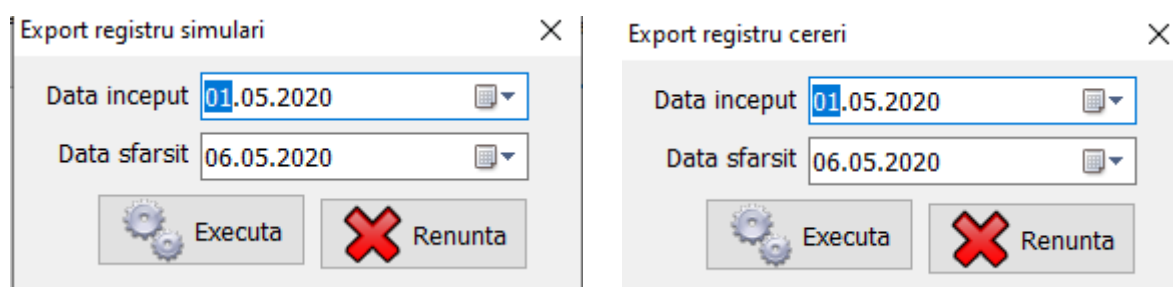 Export registru simulari
Data inceput 01.05.2020
Data sfarsit 06.05.2020
Executa Renunta
Export registru cereri
Data inceput 01.05.2020
Data sfarsit 06.05.2020
Executa Renunta